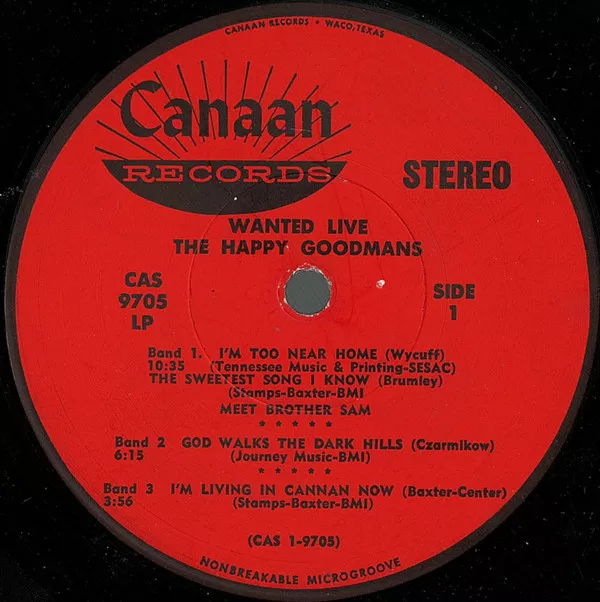 CANAAN RECORDS • WACO, TEXAS
Canaan
RECORDS
STEREO
WANTED LIVE
THE HAPPY GOODMANS
CAS
9705
LP
SIDE
1
Band 1. I'M TOO NEAR HOME (Wycuff)
10:35 (Tennessee Music & Printing-SESAC)
THE SWEETEST SONG I KNOW (Brumley)
(Stamps-Baxter-BMI
MEET BROTHER SAM
* * * * *
Band 2 GOD WALKS THE DARK HILLS (Czarmikow)
6:15 (Journey Music-BMI)
* * * * *
Band 3 I'M LIVING IN CANNAN NOW (Baxter-Center)
3:56 (Stamps-Baxter-BMI)
(CAS 1-9705)
NONBREAKABLE MICROGROOVE